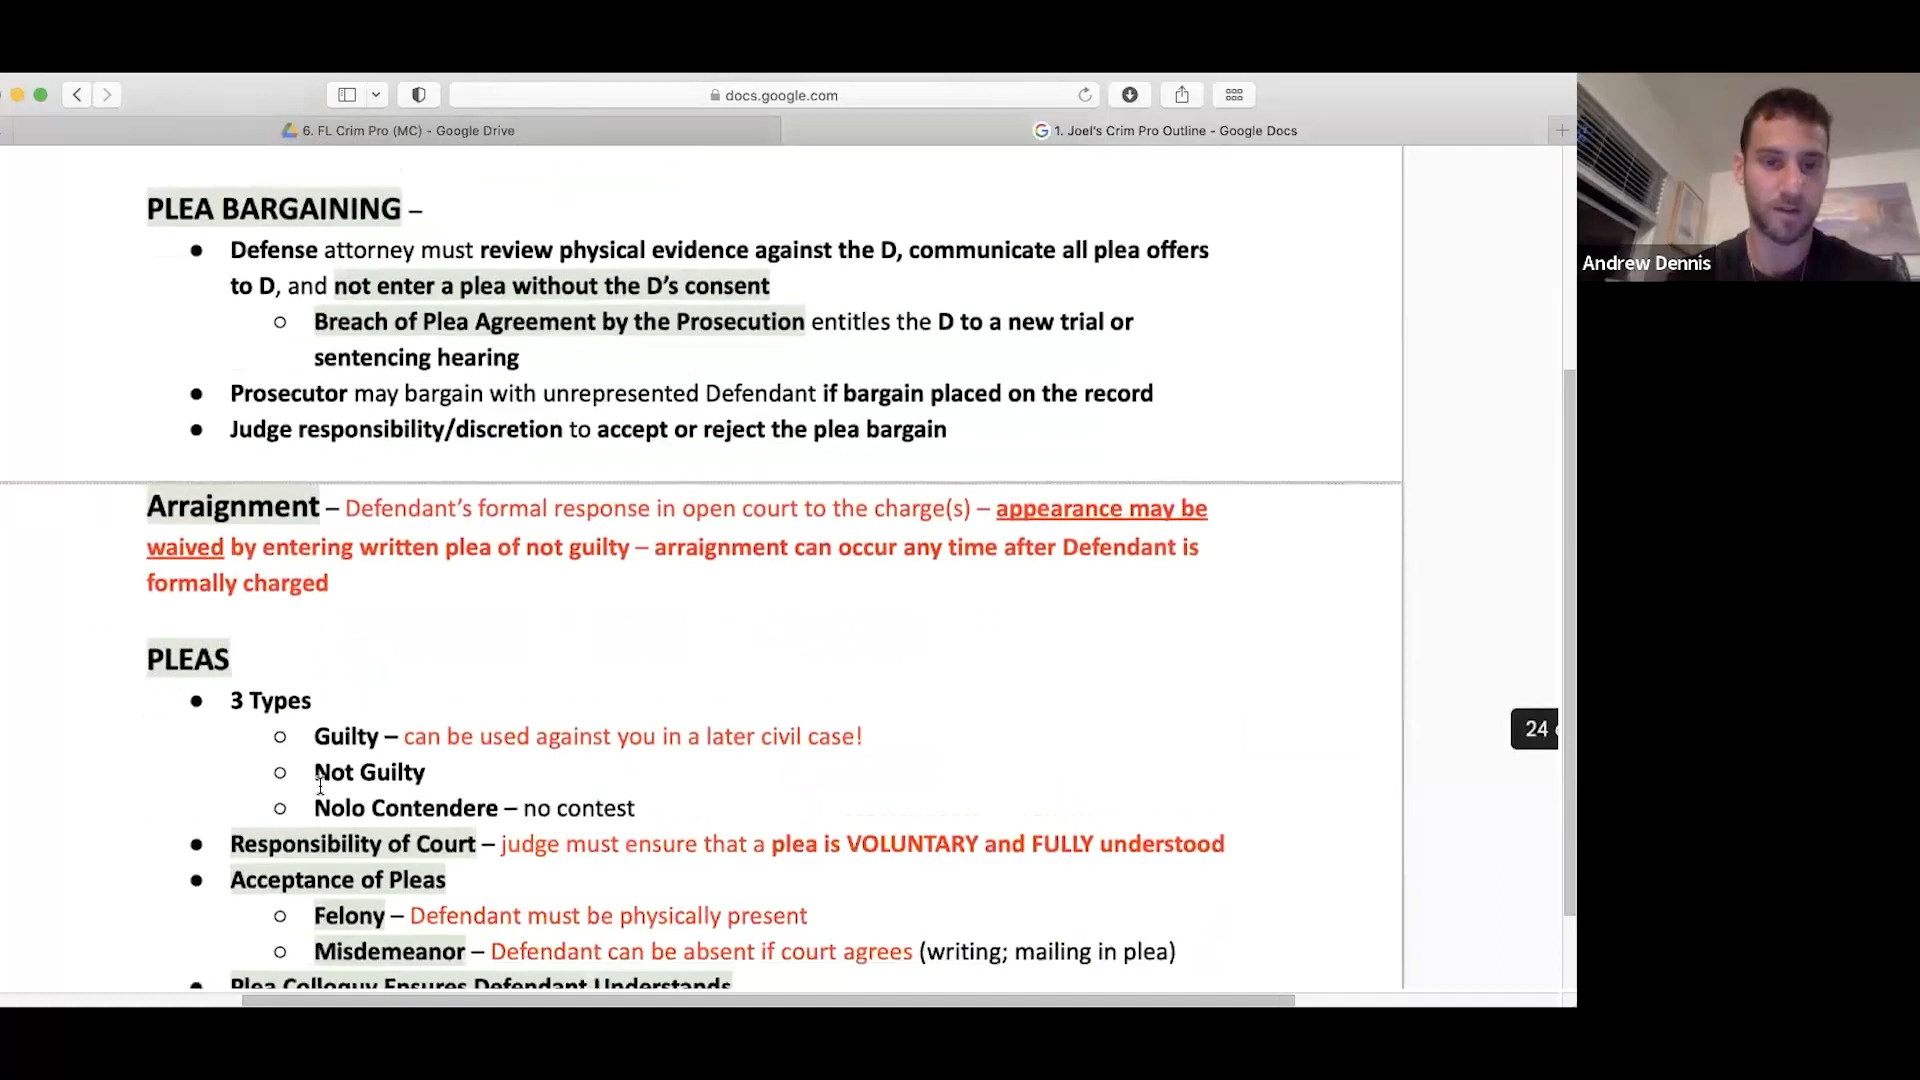 docs.google.com
6. FL Crim Pro (MC) - Google Drive
1. Joel's Crim Pro Outline - Google Docs
PLEA BARGAINING –
● Defense attorney must review physical evidence against the D, communicate all plea offers
to D, and not enter a plea without the D's consent
○ Breach of Plea Agreement by the Prosecution entitles the D to a new trial or
sentencing hearing
● Prosecutor may bargain with unrepresented Defendant if bargain placed on the record
● Judge responsibility/discretion to accept or reject the plea bargain
Arraignment – Defendant's formal response in open court to the charge(s) – appearance may be
waived by entering written plea of not guilty – arraignment can occur any time after Defendant is
formally charged
PLEAS
● 3 Types
○ Guilty – can be used against you in a later civil case!
○ Not Guilty
○ Nolo Contendere – no contest
● Responsibility of Court – judge must ensure that a plea is VOLUNTARY and FULLY understood
● Acceptance of Pleas
○ Felony – Defendant must be physically present
○ Misdemeanor – Defendant can be absent if court agrees (writing; mailing in plea)
● Plea Colloquy Ensures Defendant Understands
24
Andrew Dennis